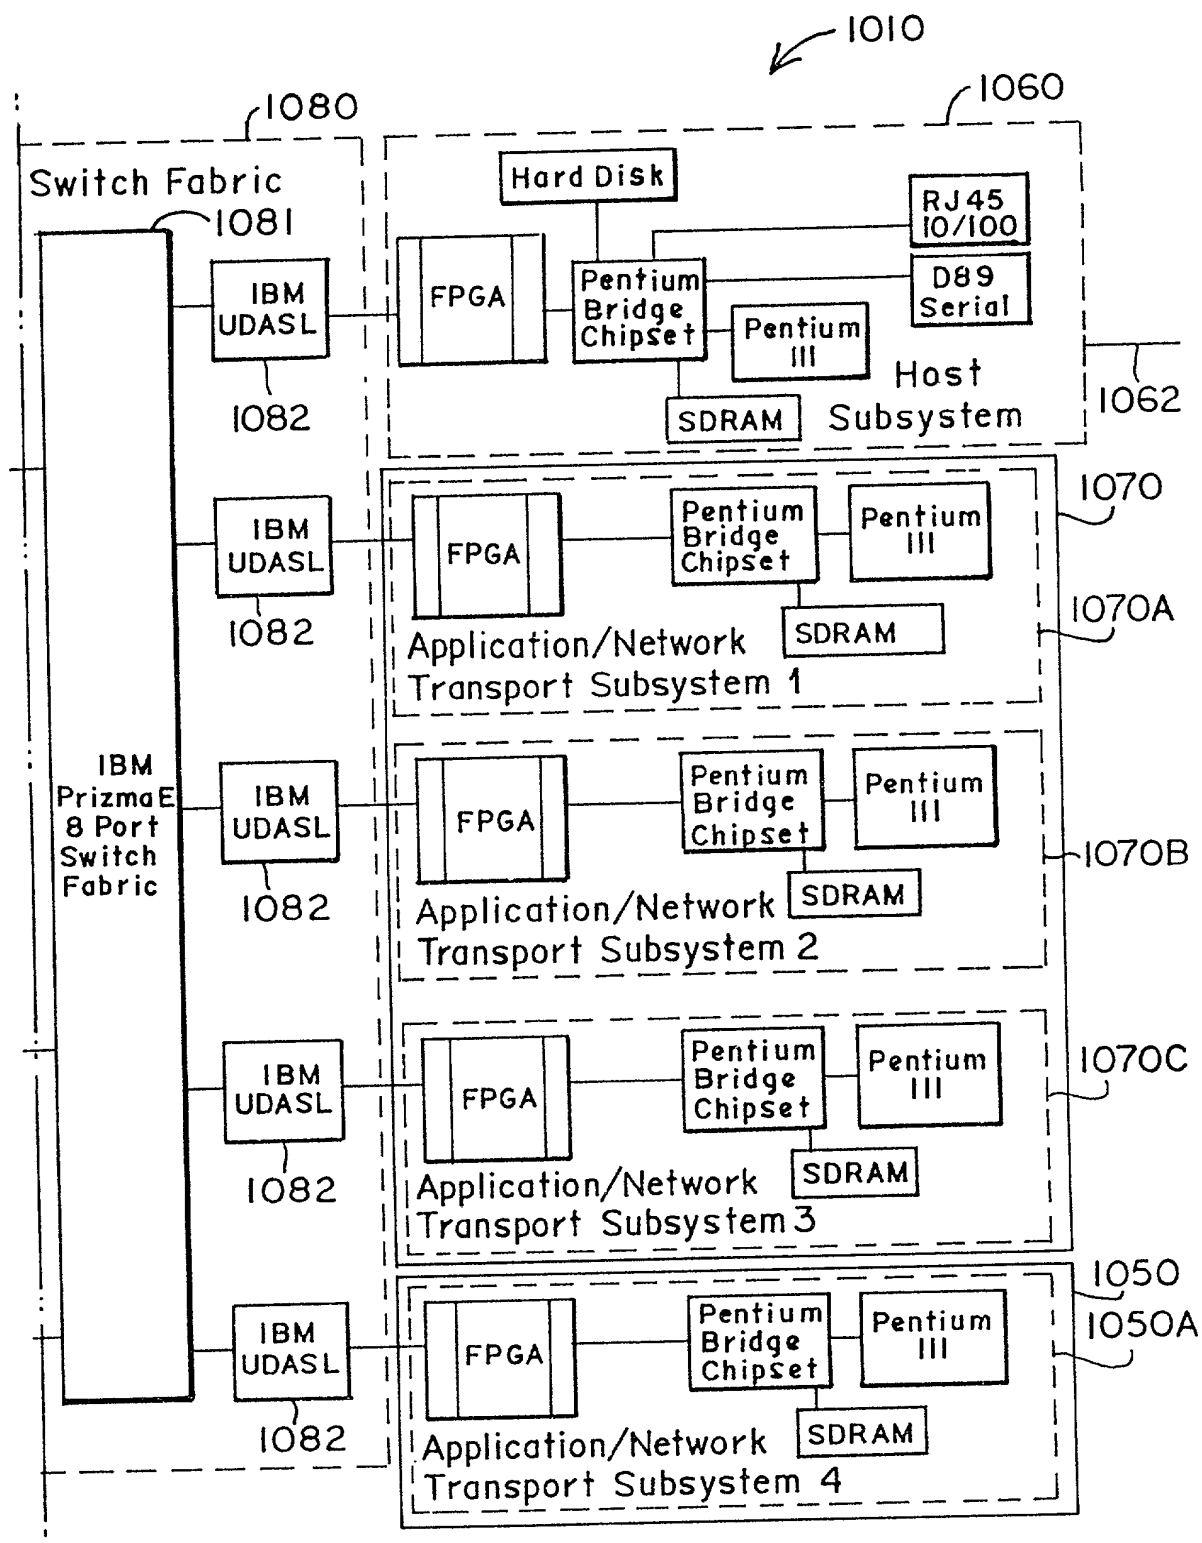 1010
1080
1060
Switch Fabric
1081
Hard Disk
RJ45
10/100
D89
Serial
IBM
UDASL
1082
FPGA
Pentium
Bridge
Chipset
Pentium
III
SDRAM
Host
Subsystem
1062
IBM
UDASL
1082
FPGA
Pentium
Bridge
Chipset
Pentium
III
SDRAM
Application/Network
Transport Subsystem 1
1070
1070A
IBM
PrizmaE
8 Port
Switch
Fabric
IBM
UDASL
1082
FPGA
Pentium
Bridge
Chipset
Pentium
III
SDRAM
Application/Network
Transport Subsystem 2
1070B
IBM
UDASL
1082
FPGA
Pentium
Bridge
Chipset
Pentium
III
SDRAM
Application/Network
Transport Subsystem 3
1070C
IBM
UDASL
1082
FPGA
Pentium
Bridge
Chipset
Pentium
III
SDRAM
Application/Network
Transport Subsystem 4
1050
1050A